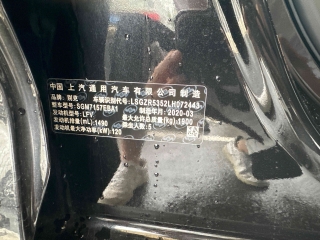 中国 上汽通用汽车有限公司 制造
品牌：别克 车辆识别代号：LSGZR5352LH072443
整车型号：SGM7157EBA1 制造年月：2020-03
发动机型号：LFV 最大允许总质量(kg)：1900
发动机排量(mL)：1490 乘坐人数：5
发动机最大净功率(kW)：120